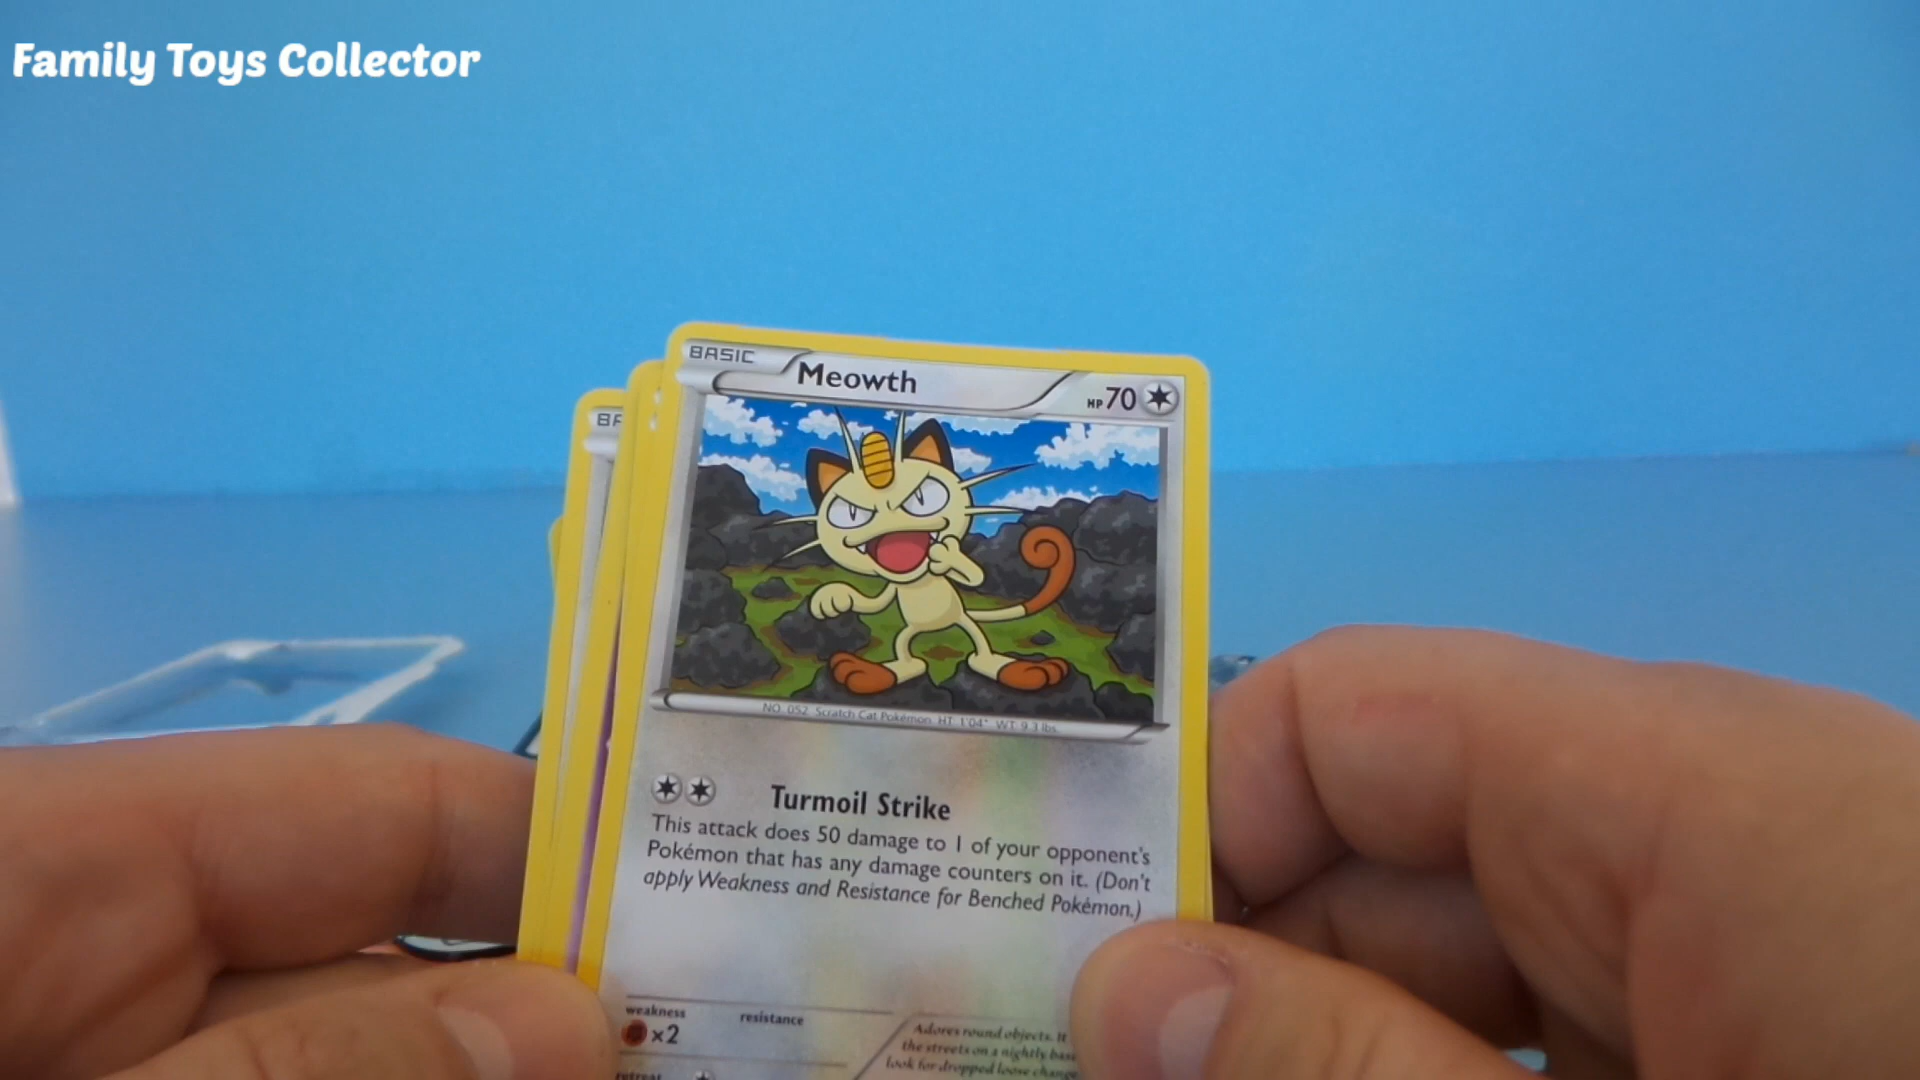 Family Toys Collector
BASIC
Meowth
HP 70
NO. 052 Scratch Cat Pokémon. HT: 1'04" WT: 9.3 lbs.
Turmoil Strike
This attack does 50 damage to 1 of your opponent's
Pokémon that has any damage counters on it. (Don't
apply Weakness and Resistance for Benched Pokémon.)
weakness
×2
resistance
Adores round objects. It
the streets on a nightly
look for dropped loose change
retreat